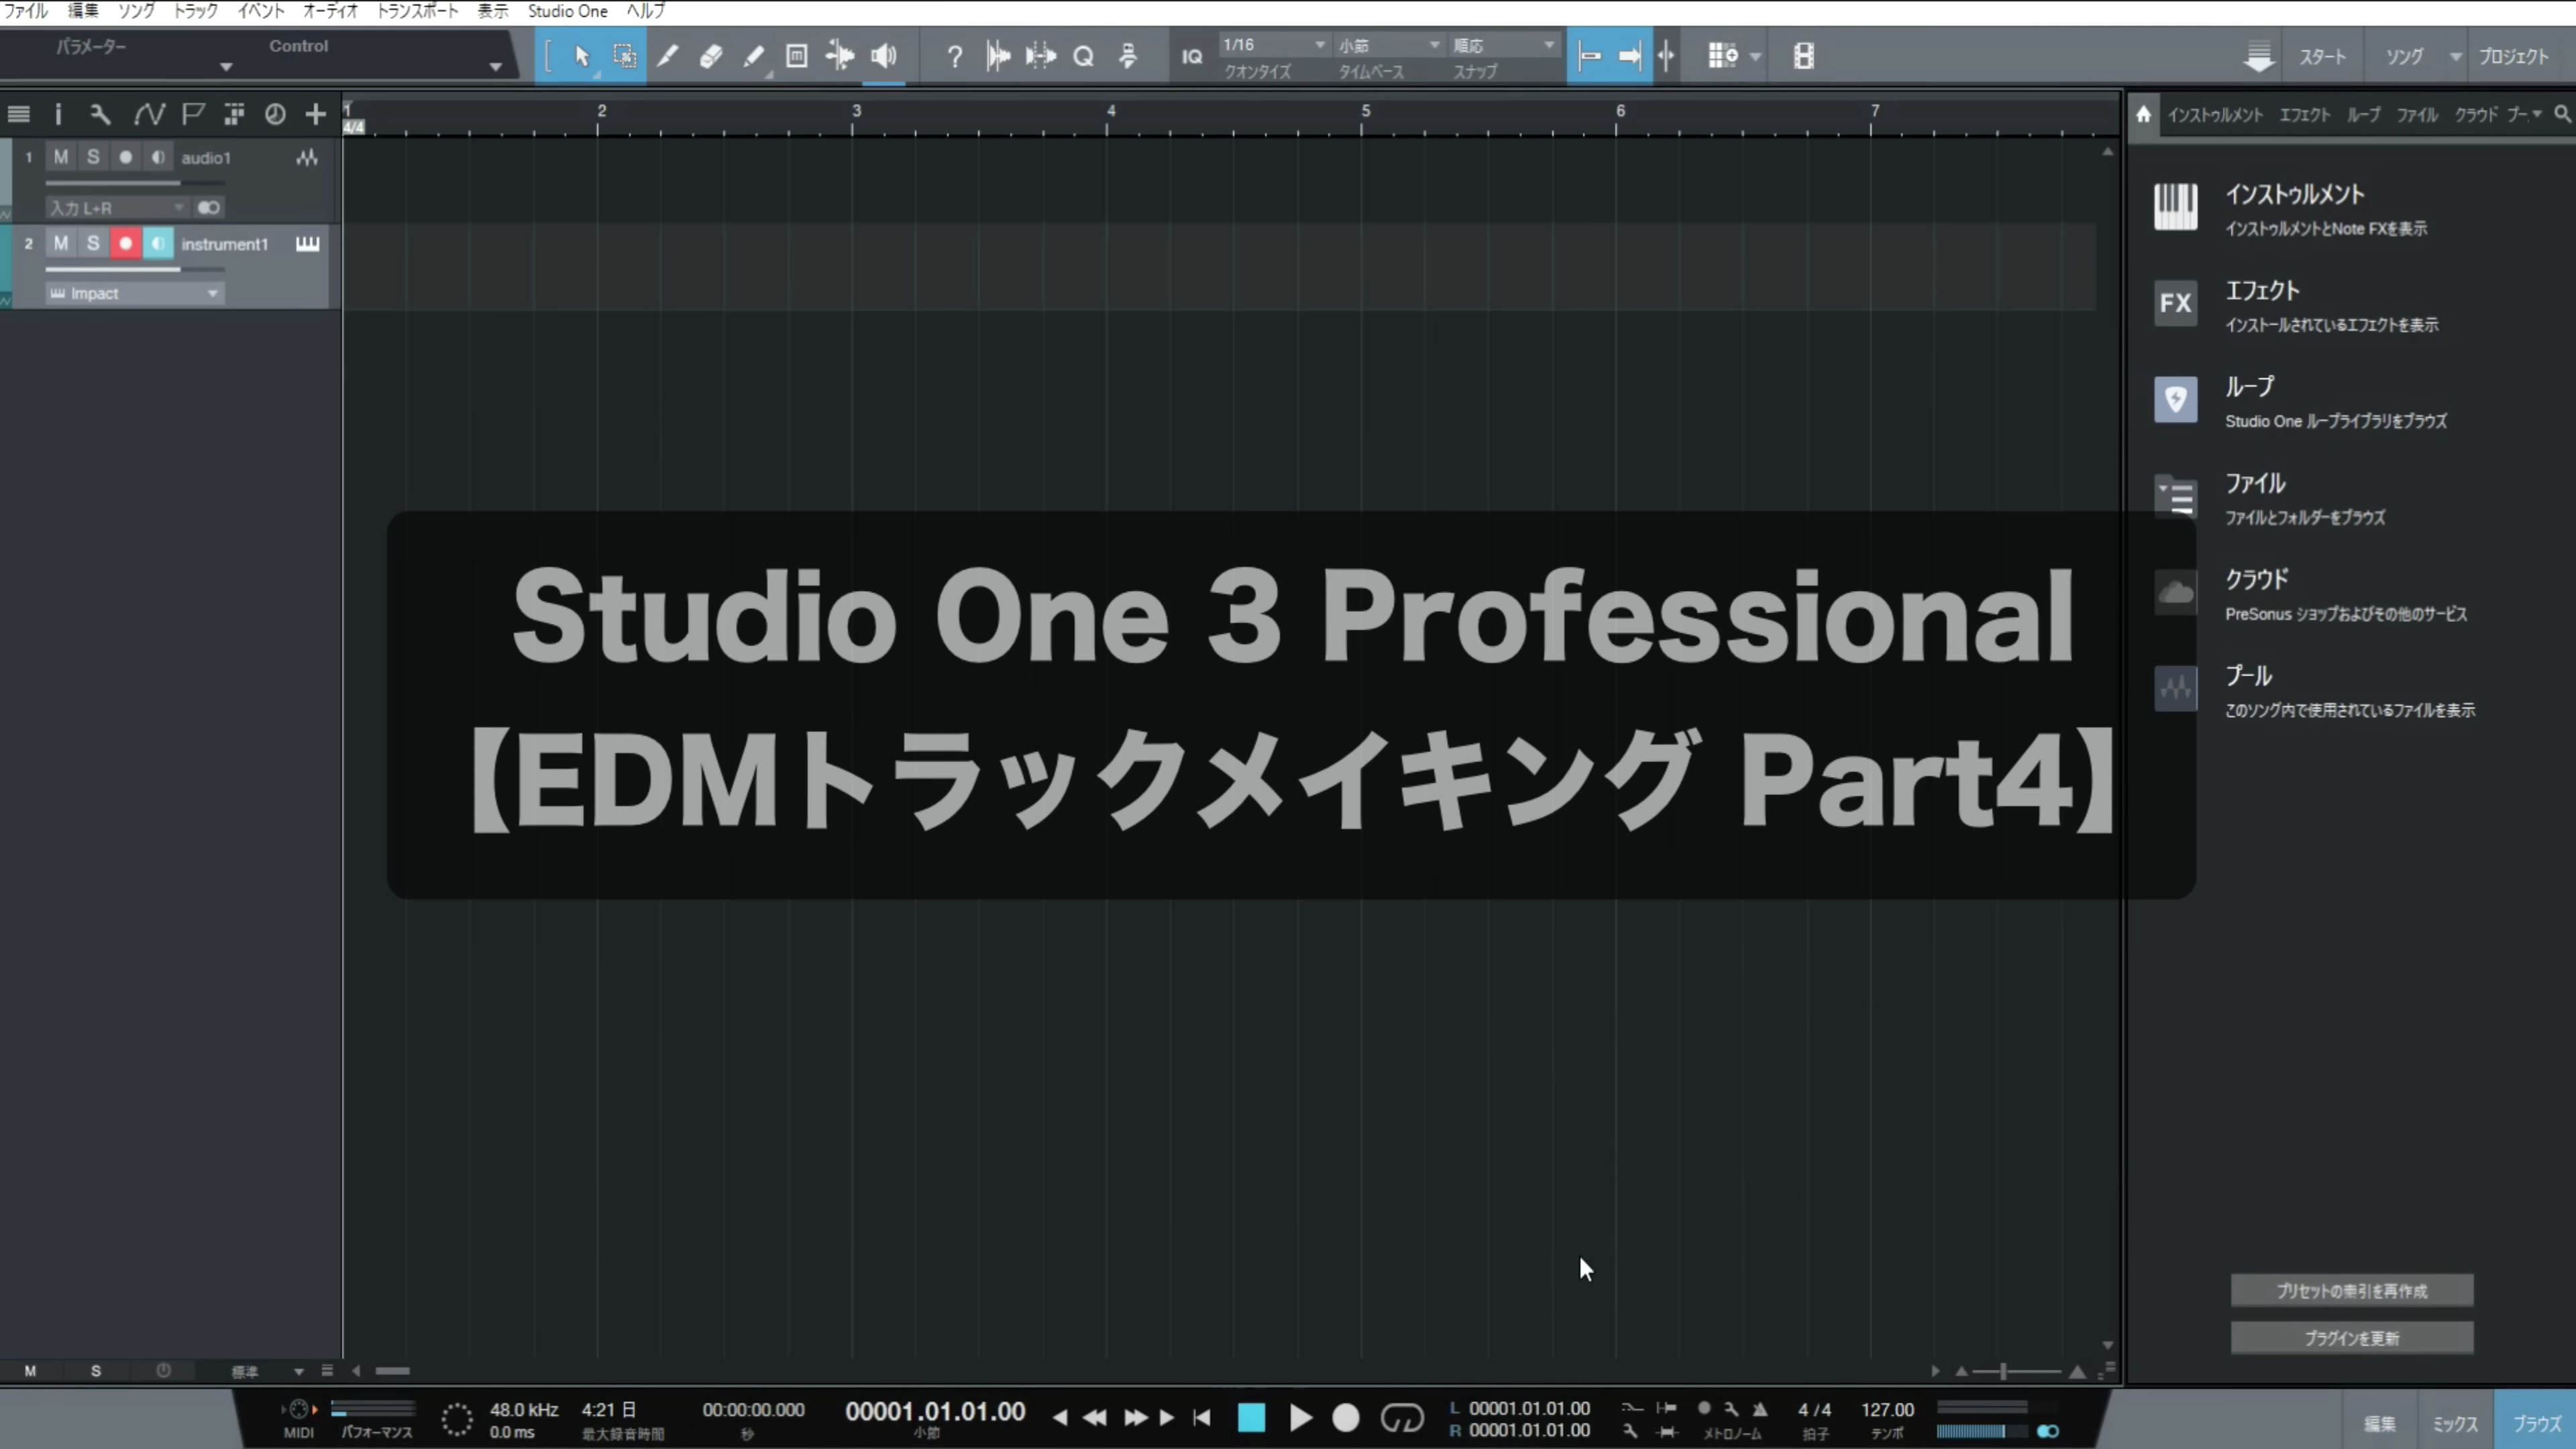 ファイル 編集 ソング トラック イベント オーディオ トランスポート 表示 Studio One ヘルプ
パラメーター Control
IQ 1/16 小節 順応
クオンタイズ タイムベース スナップ
スタート ソング プロジェクト
1 2 3 4 5 6 7
4/4
インストゥルメント エフェクト ループ ファイル クラウド プー
1 M S audio1
入力 L+R
2 M S instrument1
Impact
インストゥルメント
インストゥルメントとNote FXを表示
FX エフェクト
インストールされているエフェクトを表示
ループ
Studio One ループライブラリをブラウズ
ファイル
ファイルとフォルダーをブラウズ
クラウド
PreSonus ショップおよびその他のサービス
プール
このソング内で使用されているファイルを表示
Studio One 3 Professional
【EDMトラックメイキング Part4】
プリセットの索引を再作成
プラグインを更新
M S 標準
MIDI パフォーマンス
48.0 kHz
0.0 ms
4:21 日
最大録音時間
00:00:00.000
秒
00001.01.01.00
小節
L 00001.01.01.00
R 00001.01.01.00
メトロノーム
4 / 4
拍子
127.00
テンポ
編集 ミックス ブラウズ